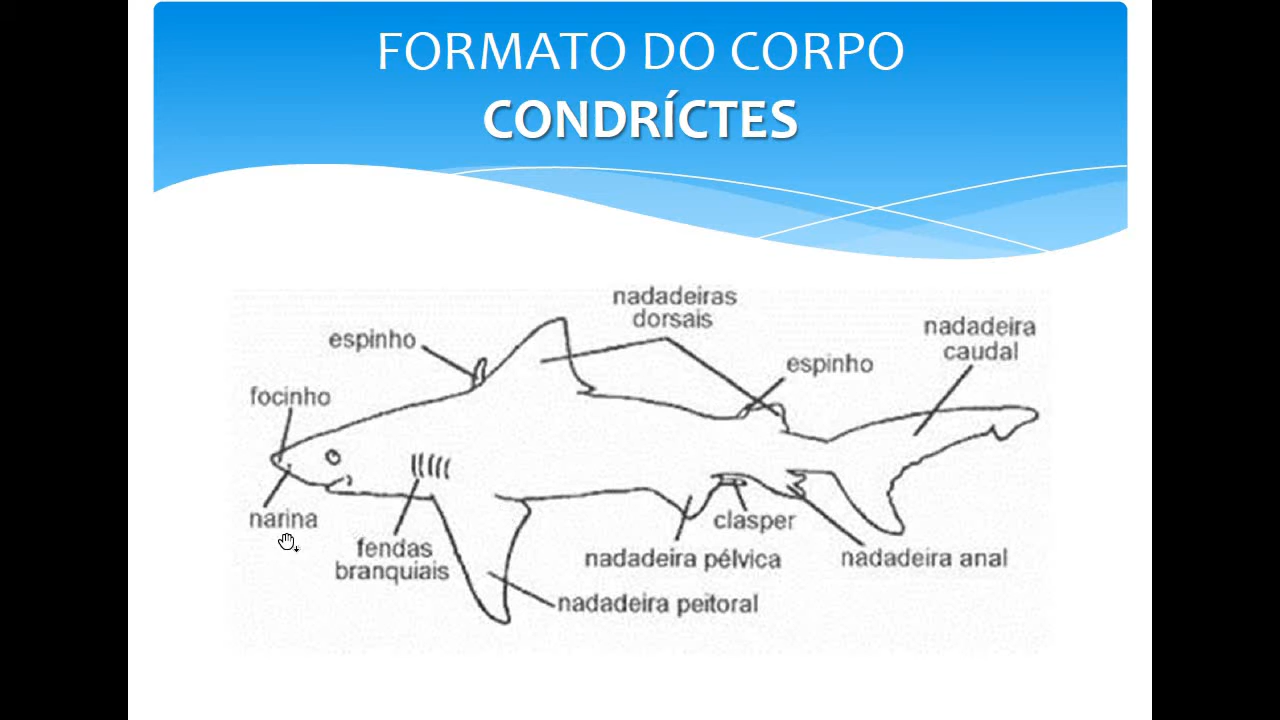 FORMATO DO CORPO
CONDRÍCTES
nadadeiras
dorsais
espinho
nadadeira
caudal
espinho
focinho
narina
fendas
branquiais
clasper
nadadeira pélvica
nadadeira anal
nadadeira peitoral